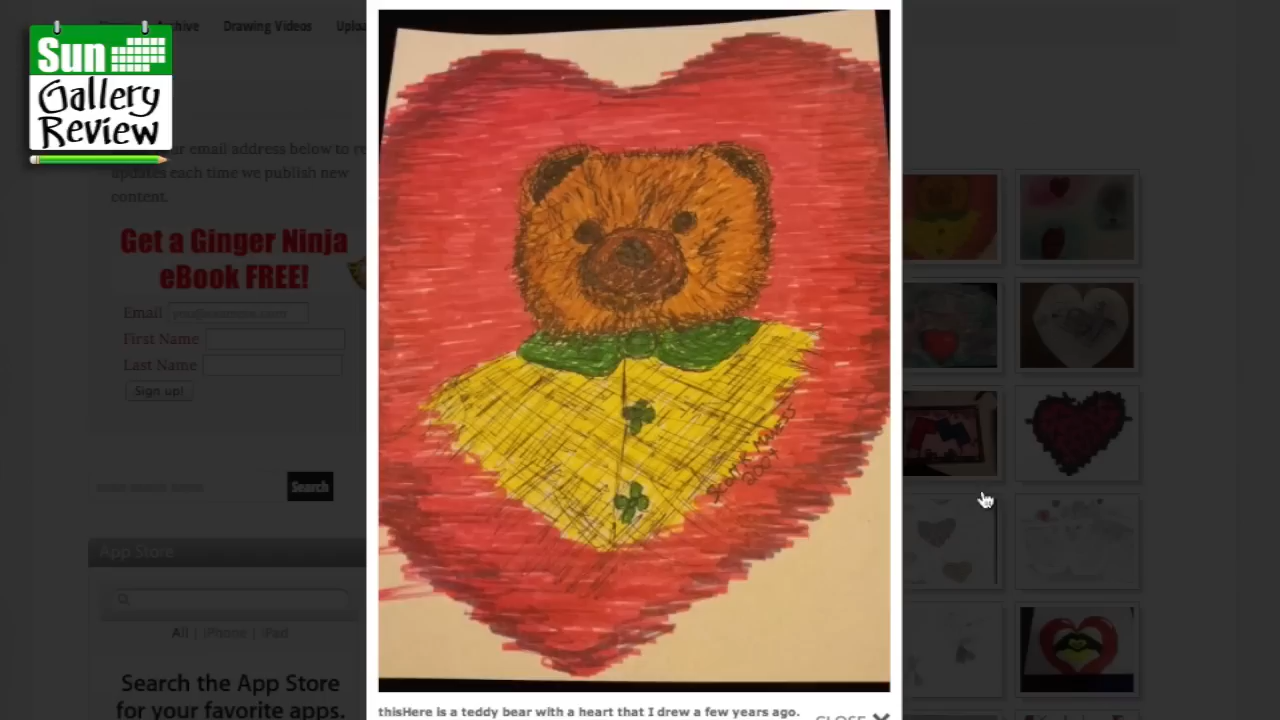 Archive
Drawing Videos
Sun
Gallery
Review
email address below to
updates each time we publish new
content.
Get a Ginger Ninja
eBook FREE!
Email
First Name
Last Name
Sign up!
Search
App Store
All | iPhone | iPad
Search the App Store
for your favorite apps.
2004
thisHere is a teddy bear with a heart that I drew a few years ago.
CLOSE X